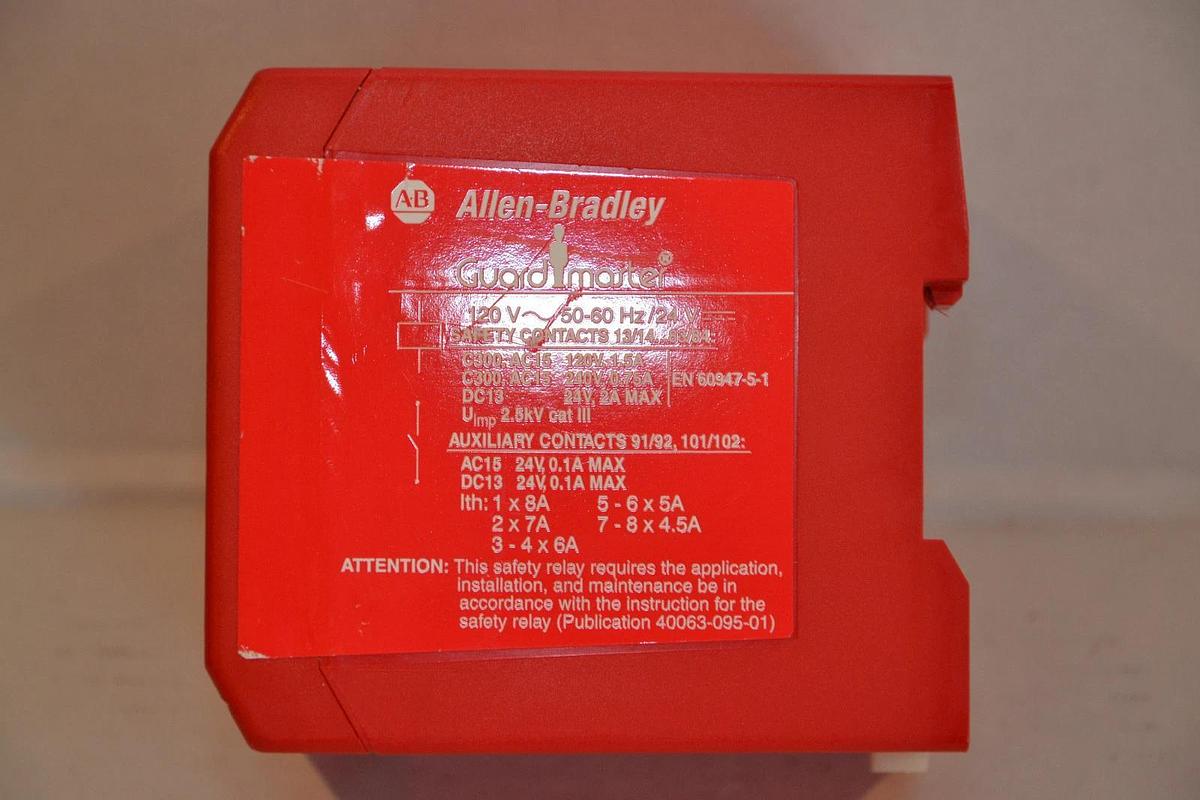 AB Allen-Bradley
Guardmaster®
120 V ~ 50-60 Hz / 24 V ⎓
SAFETY CONTACTS 13/14...83/84:
C300: AC15 120V, 1.5A
C300: AC15 240V, 0.75A EN 60947-5-1
DC13 24V, 2A MAX
Uimp 2.5kV cat III
AUXILIARY CONTACTS 91/92, 101/102:
AC15 24V, 0.1A MAX
DC13 24V, 0.1A MAX
Ith: 1 x 8A 5 - 6 x 5A
2 x 7A 7 - 8 x 4.5A
3 - 4 x 6A
ATTENTION: This safety relay requires the application,
installation, and maintenance be in
accordance with the instruction for the
safety relay (Publication 40063-095-01)